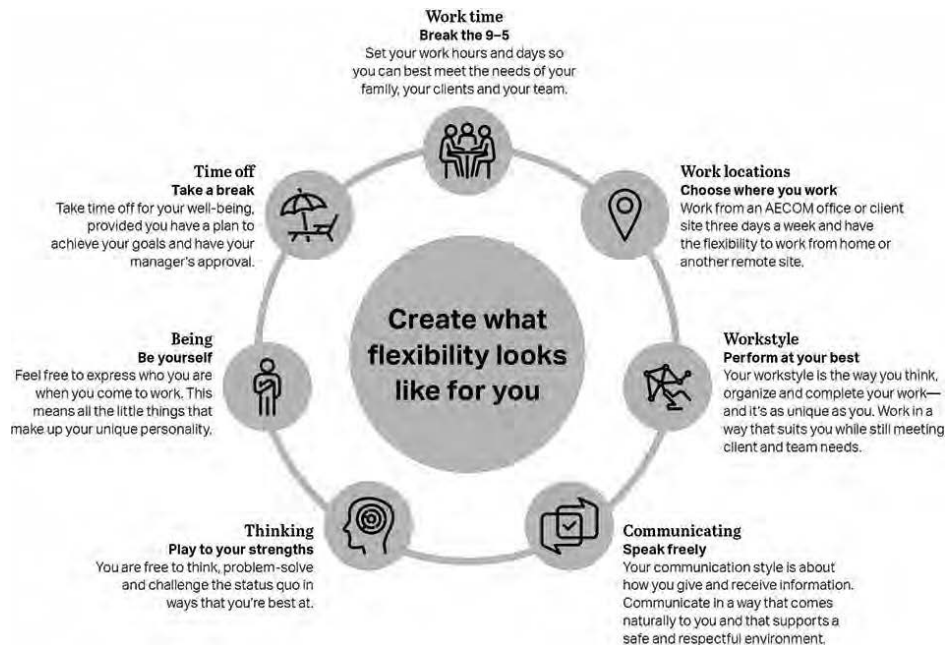 Work time
Break the 9–5
Set your work hours and days so
you can best meet the needs of your
family, your clients and your team.
Time off
Take a break
Take time off for your well-being,
provided you have a plan to
achieve your goals and have your
manager's approval.
Work locations
Choose where you work
Work from an AECOM office or client
site three days a week and have
the flexibility to work from home or
another remote site.
Create what
flexibility looks
like for you
Being
Be yourself
Feel free to express who you are
when you come to work. This
means all the little things that
make up your unique personality.
Workstyle
Perform at your best
Your workstyle is the way you think,
organize and complete your work—
and it's as unique as you. Work in a
way that suits you while still meeting
client and team needs.
Thinking
Play to your strengths
You are free to think, problem-solve
and challenge the status quo in
ways that you're best at.
Communicating
Speak freely
Your communication style is about
how you give and receive information.
Communicate in a way that comes
naturally to you and that supports a
safe and respectful environment.